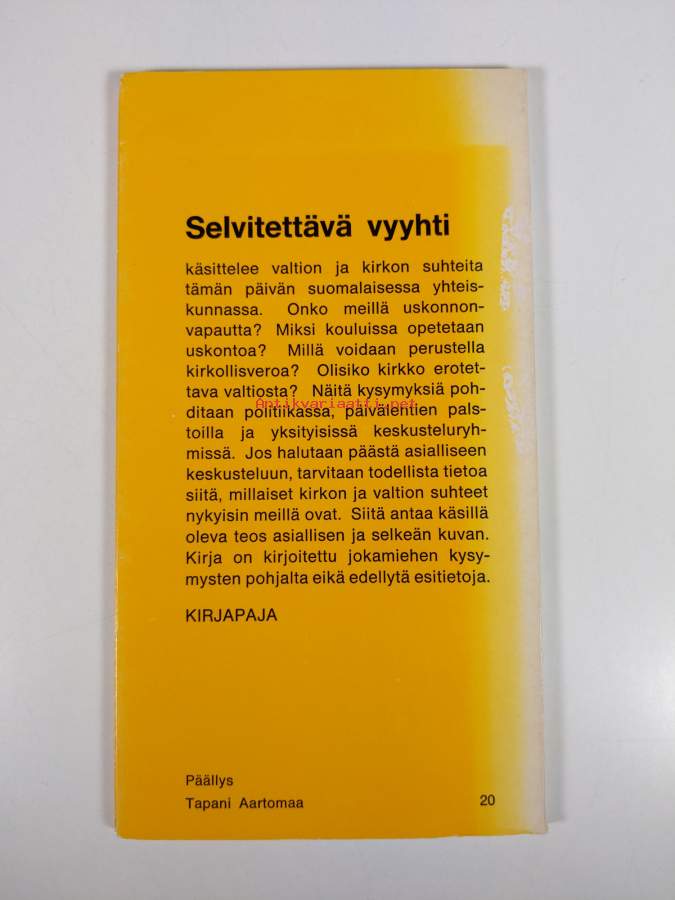 Selvitettävä vyyhti
käsittelee valtion ja kirkon suhteita
tämän päivän suomalaisessa yhteis-
kunnassa. Onko meillä uskonnon-
vapautta? Miksi kouluissa opetetaan
uskontoa? Millä voidaan perustella
kirkollisveroa? Olisiko kirkko erotet-
tava valtiosta? Näitä kysymyksiä poh-
ditaan politiikassa, päivälehtien pals-
Antikvariaatti.net
toilla ja yksityisissä keskusteluryh-
missä. Jos halutaan päästä asialliseen
keskusteluun, tarvitaan todellista tietoa
siitä, millaiset kirkon ja valtion suhteet
nykyisin meillä ovat. Siitä antaa käsillä
oleva teos asiallisen ja selkeän kuvan.
Kirja on kirjoitettu jokamiehen kysy-
mysten pohjalta eikä edellytä esitietoja.
KIRJAPAJA
Päällys
Tapani Aartomaa
20